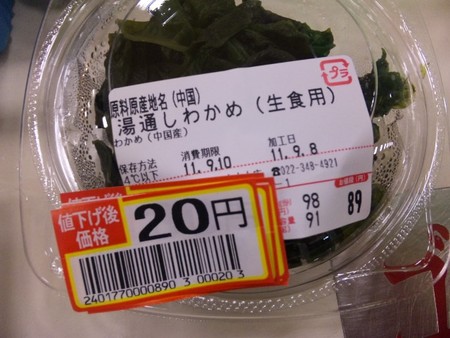 プラ
原料原産地名(中国)
湯通しわかめ(生食用)
わかめ(中国産)
保存方法 消費期限 加工日
4℃以下 11.9.10 11.9.8
☎022-348-4921
98
91
89
値下げ後
価格
20円
2401770000890 3 00020 3